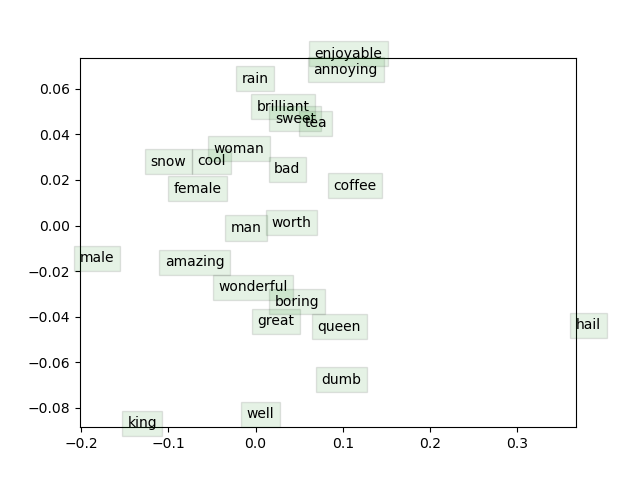 enjoyable
annoying
rain
0.06
brilliant
sweet
tea
0.04
woman
snow
cool
bad
0.02
female
coffee
worth
0.00
man
male
amazing
−0.02
wonderful
boring
−0.04
great
queen
hail
−0.06
dumb
−0.08
well
king
−0.2
−0.1
0.0
0.1
0.2
0.3